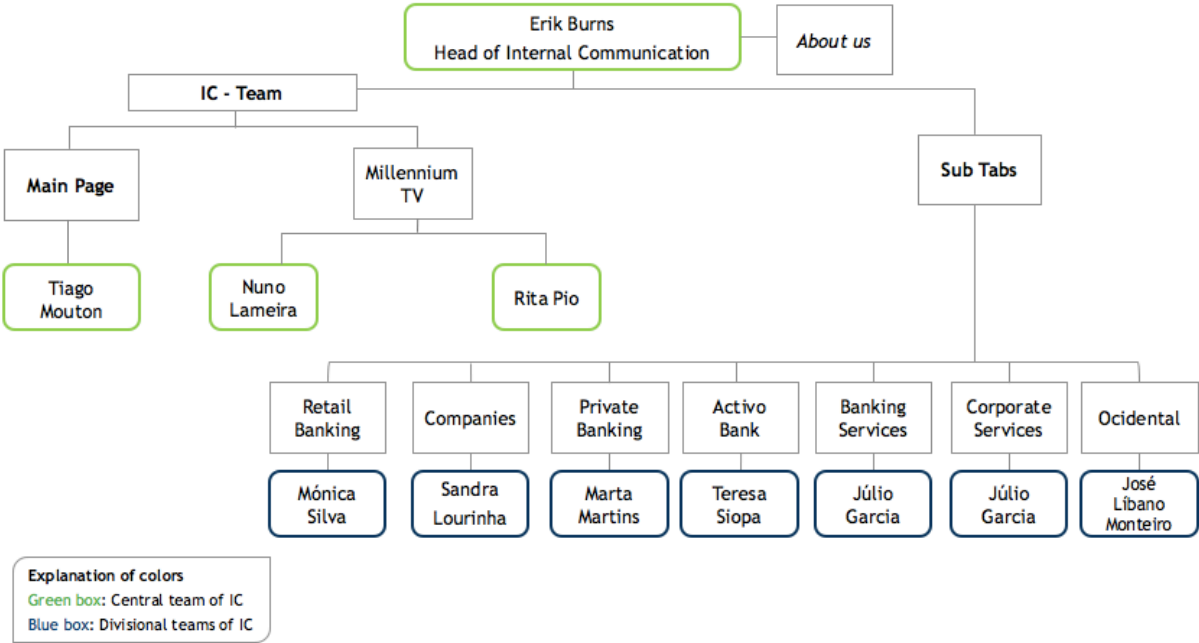 Erik Burns
Head of Internal Communication
About us
IC - Team
Main Page
Millennium
TV
Sub Tabs
Tiago
Mouton
Nuno
Lameira
Rita Pio
Retail
Banking
Companies
Private
Banking
Activo
Bank
Banking
Services
Corporate
Services
Ocidental
Mónica
Silva
Sandra
Lourinha
Marta
Martins
Teresa
Siopa
Júlio
Garcia
Júlio
Garcia
José
Líbano
Monteiro
Explanation of colors
Green box: Central team of IC
Blue box: Divisional teams of IC